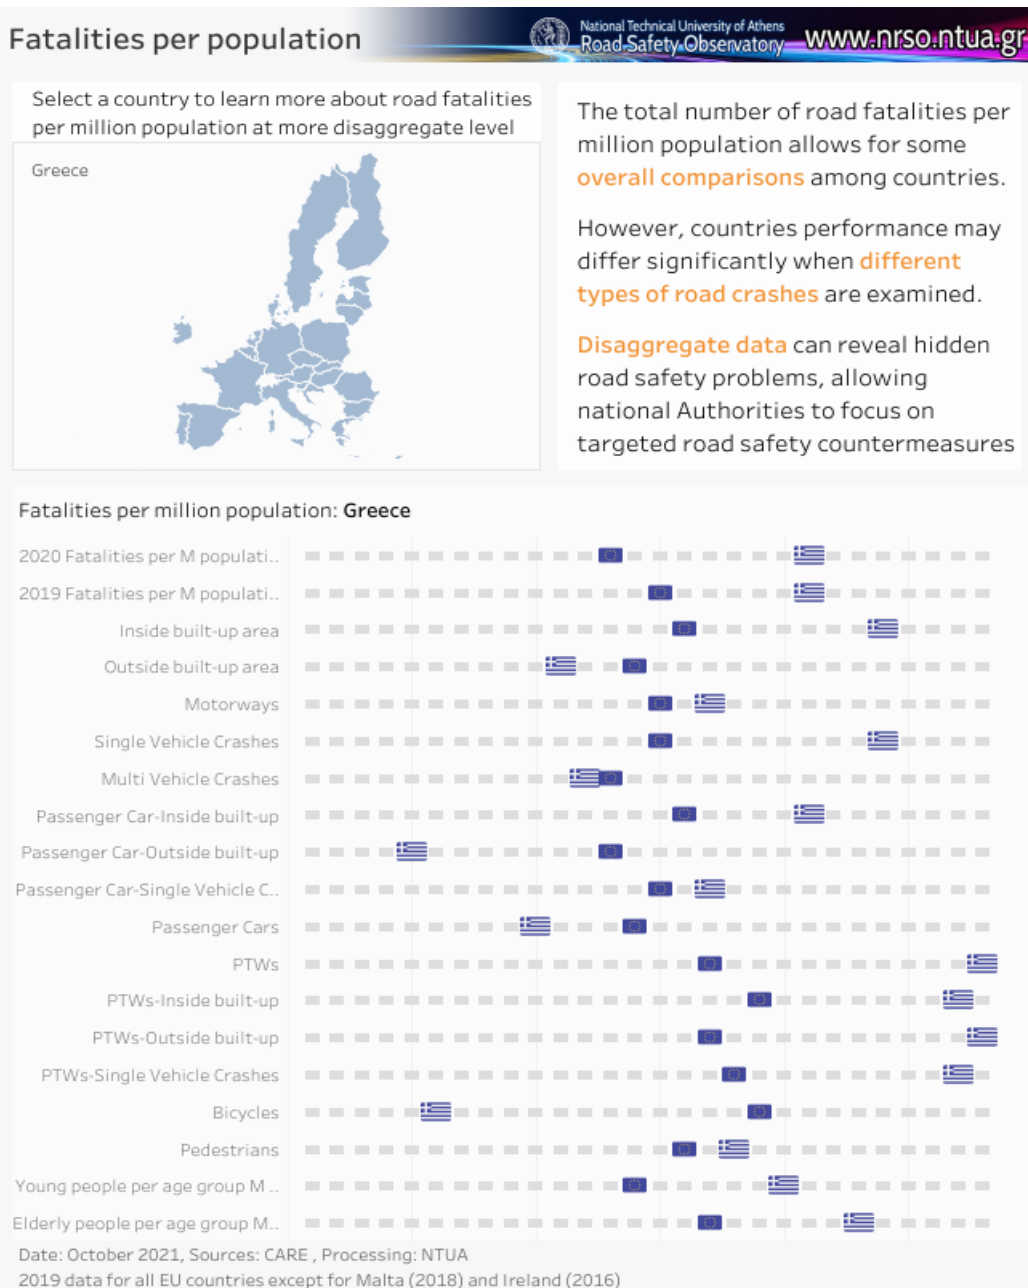 Fatalities per population
National Technical University of Athens
Road Safety Observatory
www.nrso.ntua.gr
Select a country to learn more about road fatalities
per million population at more disaggregate level
Greece
The total number of road fatalities per
million population allows for some
overall comparisons among countries.
However, countries performance may
differ significantly when different
types of road crashes are examined.
Disaggregate data can reveal hidden
road safety problems, allowing
national Authorities to focus on
targeted road safety countermeasures
Fatalities per million population: Greece
2020 Fatalities per M populati..
2019 Fatalities per M populati..
Inside built-up area
Outside built-up area
Motorways
Single Vehicle Crashes
Multi Vehicle Crashes
Passenger Car-Inside built-up
Passenger Car-Outside built-up
Passenger Car-Single Vehicle C..
Passenger Cars
PTWs
PTWs-Inside built-up
PTWs-Outside built-up
PTWs-Single Vehicle Crashes
Bicycles
Pedestrians
Young people per age group M ..
Elderly people per age group M..
Date: October 2021, Sources: CARE , Processing: NTUA
2019 data for all EU countries except for Malta (2018) and Ireland (2016)